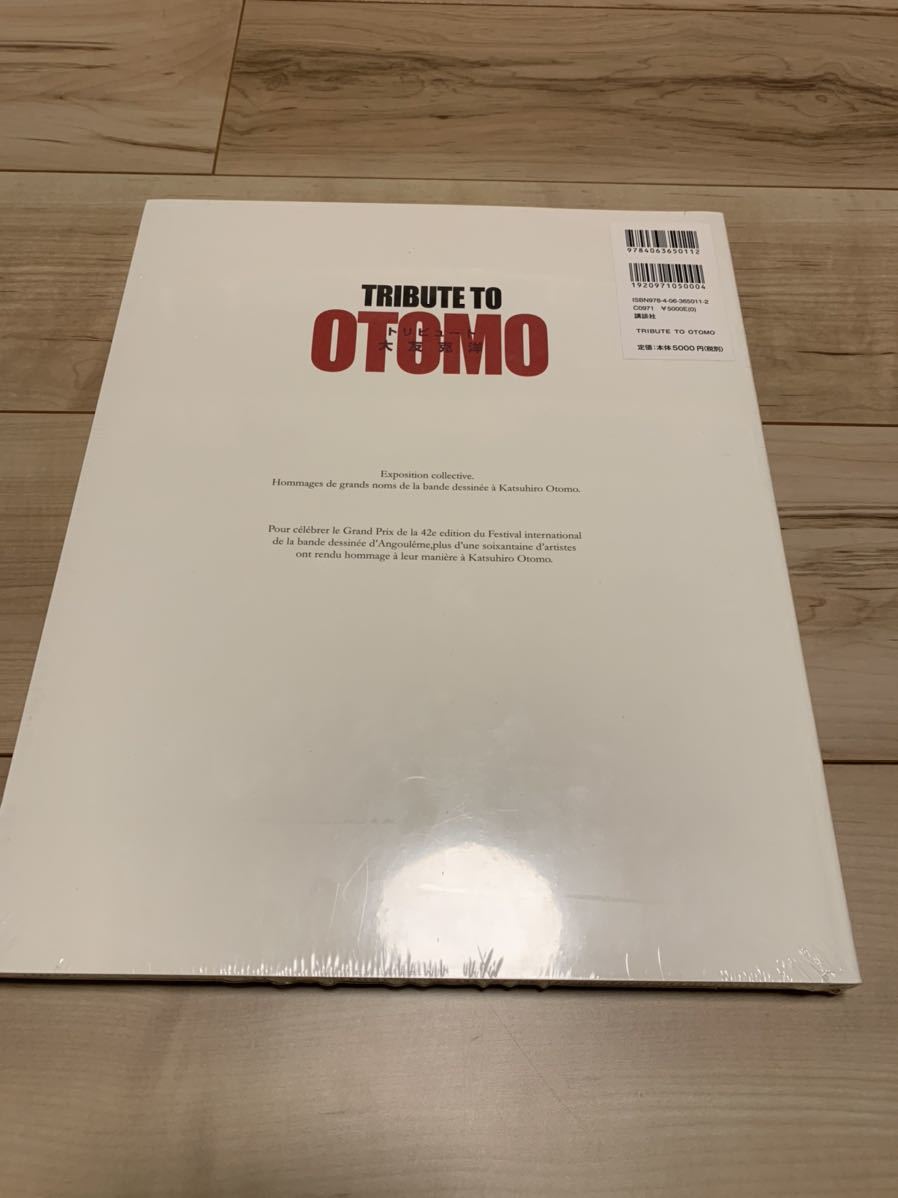 TRIBUTE TO
OTOMO
トリビュート
大友克洋
9784063650112
1920971050004
ISBN978-4-06-365011-2
C0971 ¥5000E(0)
講談社
TRIBUTE TO OTOMO
定価:本体5000円(税別)
Exposition collective.
Hommages de grands noms de la bande dessinée à Katsuhiro Otomo.
Pour célébrer le Grand Prix de la 42e edition du Festival international
de la bande dessinée d'Angoulême,plus d'une soixantaine d'artistes
ont rendu hommage à leur manière à Katsuhiro Otomo.